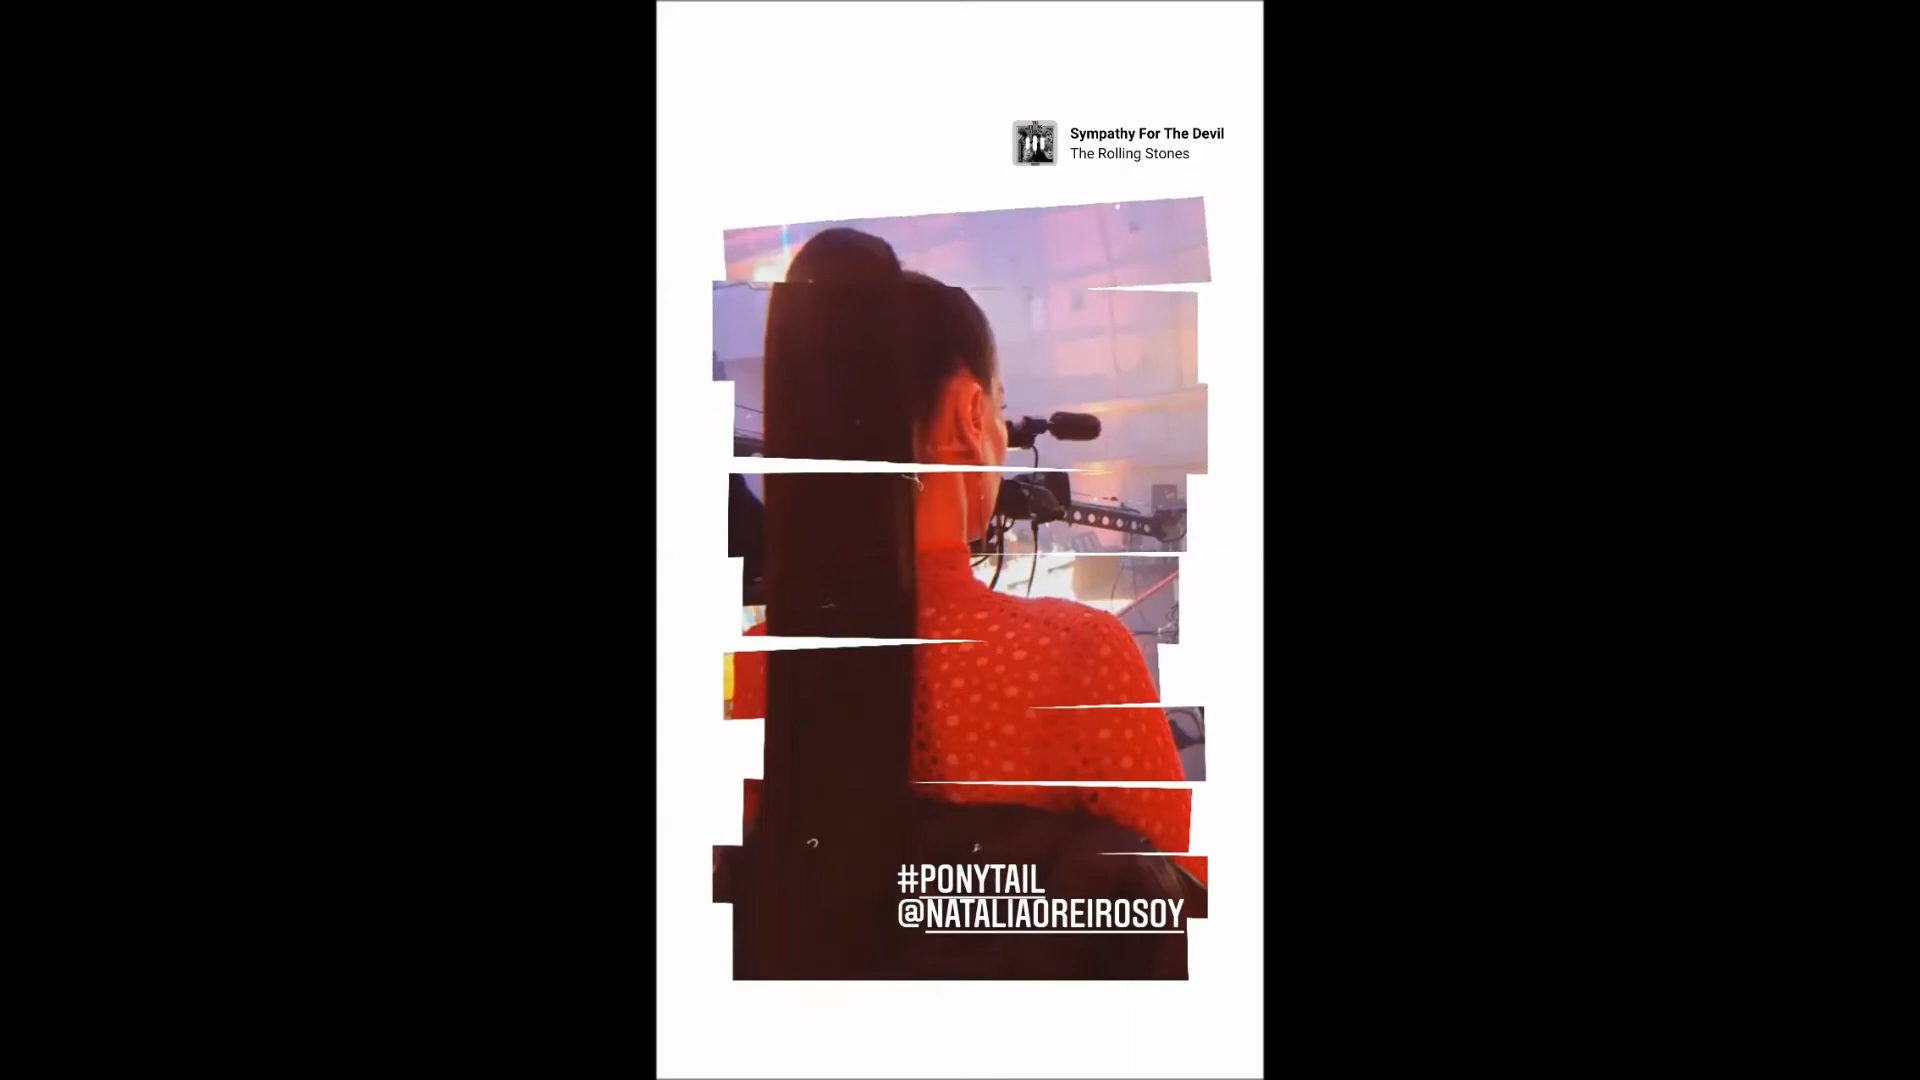 Sympathy For The Devil
The Rolling Stones
#PONYTAIL
@NATALIAOREIROSOY